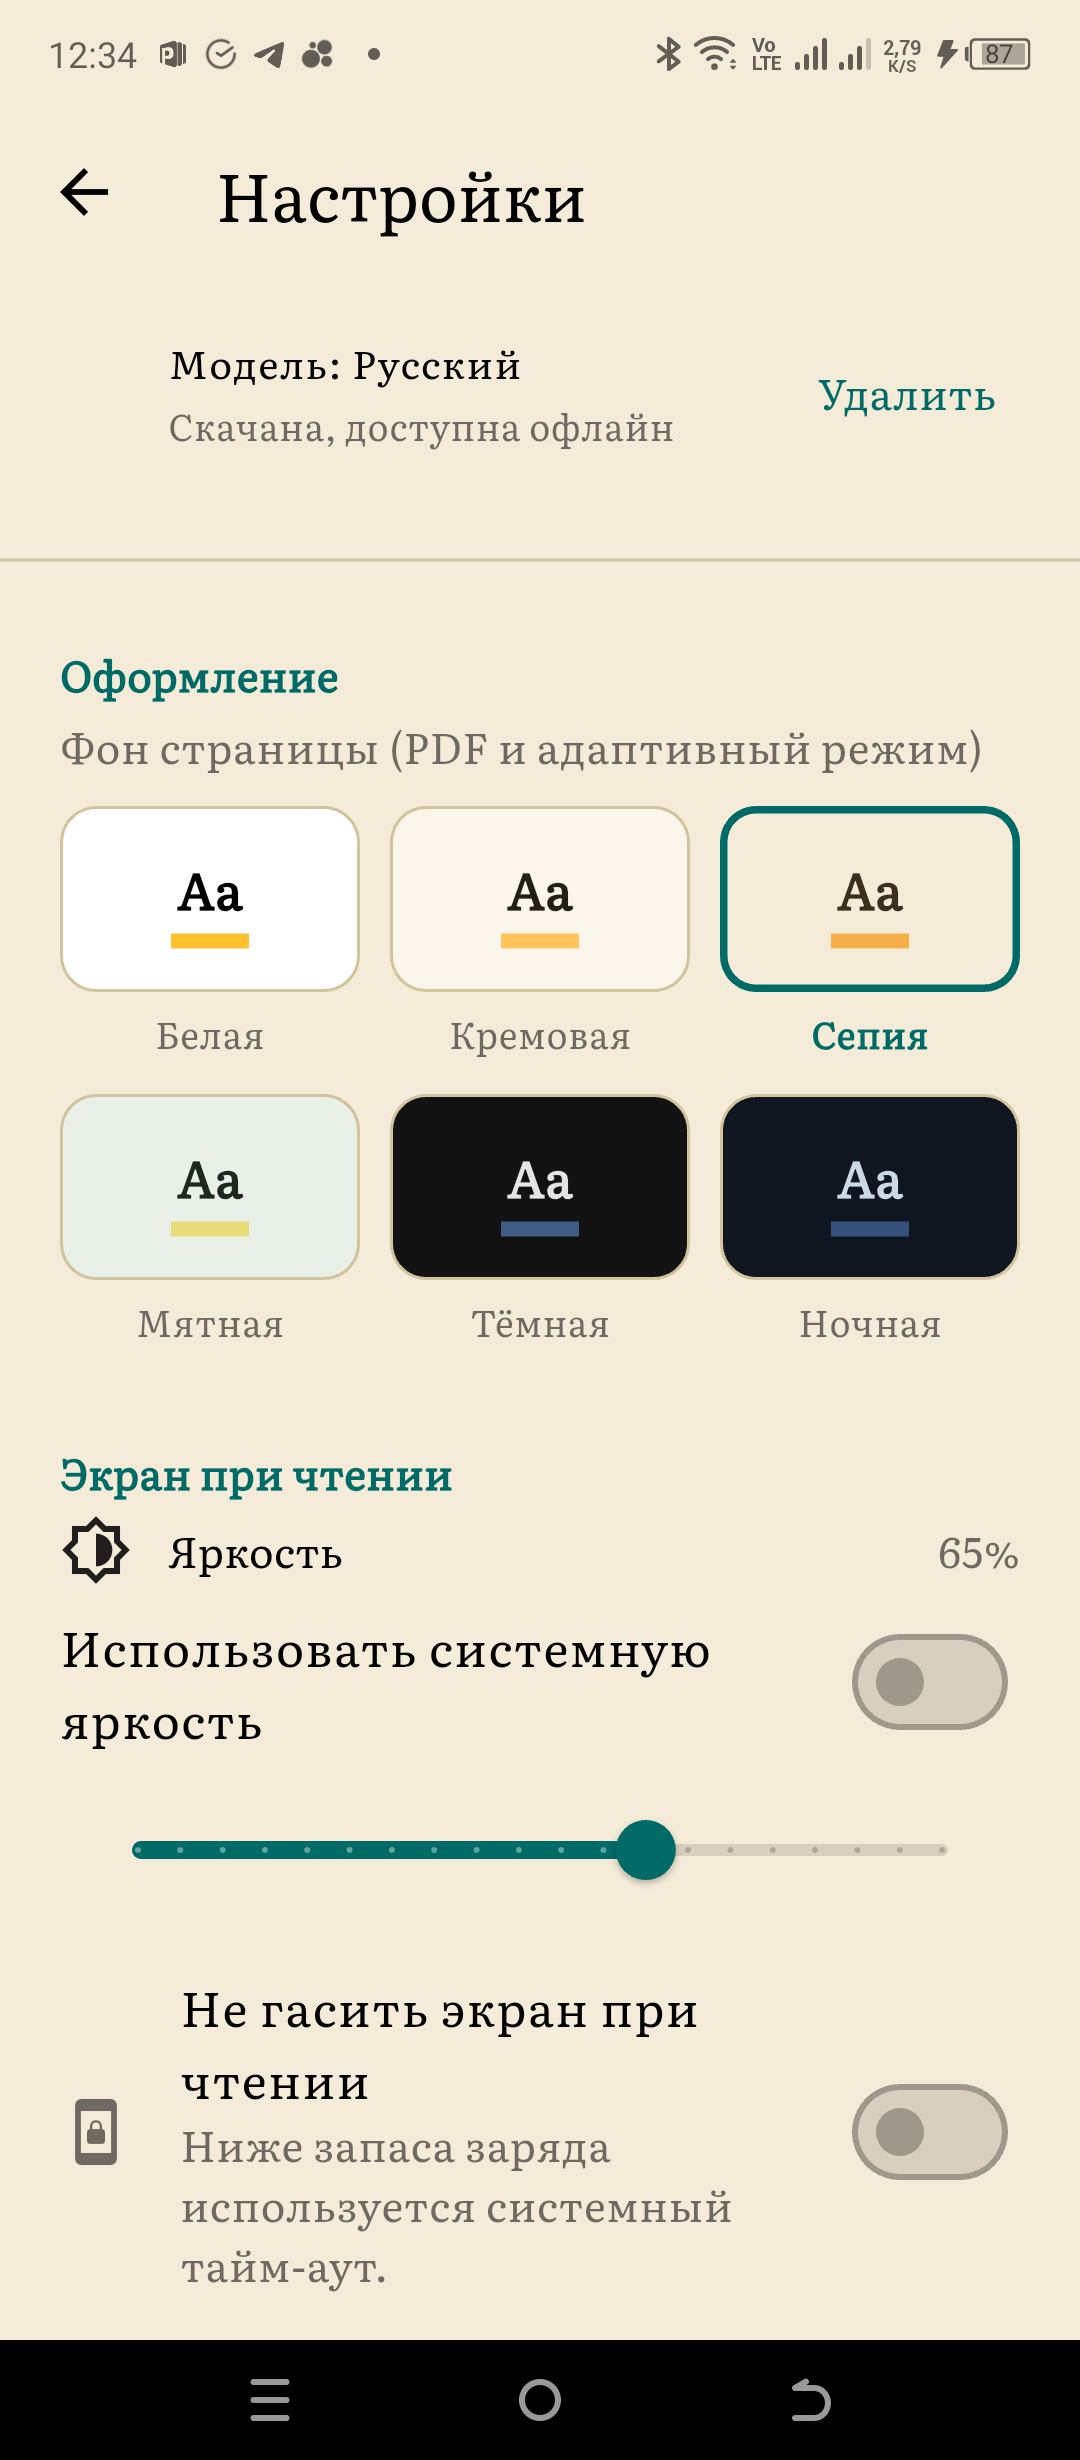 12:34
Vo LTE 2,79 K/S 87
Настройки
Модель: Русский
Скачана, доступна офлайн
Удалить
Оформление
Фон страницы (PDF и адаптивный режим)
Aa Aa Aa
Белая Кремовая Сепия
Aa Aa Aa
Мятная Тёмная Ночная
Экран при чтении
Яркость 65%
Использовать системную
яркость
Не гасить экран при
чтении
Ниже запаса заряда
используется системный
тайм-аут.